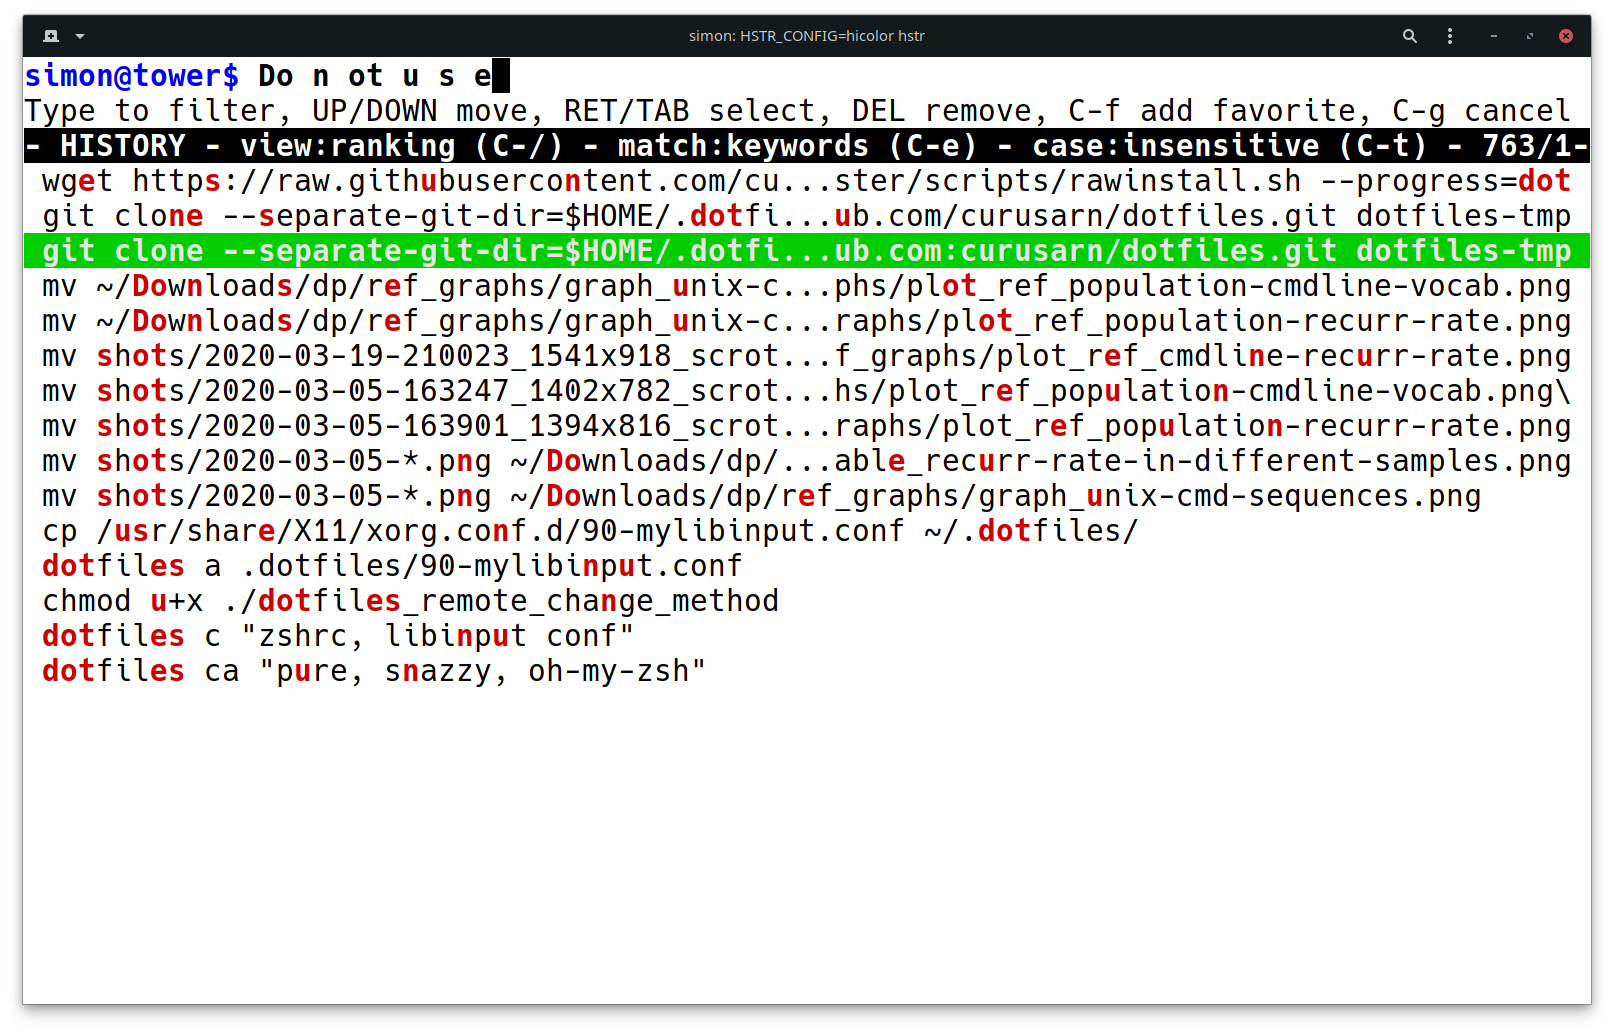 simon: HSTR_CONFIG=hicolor hstr
simon@tower$ Do n ot u s e
Type to filter, UP/DOWN move, RET/TAB select, DEL remove, C-f add favorite, C-g cancel
- HISTORY - view:ranking (C-/) - match:keywords (C-e) - case:insensitive (C-t) - 763/1-
wget https://raw.githubusercontent.com/cu...ster/scripts/rawinstall.sh --progress=dot
git clone --separate-git-dir=$HOME/.dotfi...ub.com/curusarn/dotfiles.git dotfiles-tmp
git clone --separate-git-dir=$HOME/.dotfi...ub.com:curusarn/dotfiles.git dotfiles-tmp
mv ~/Downloads/dp/ref_graphs/graph_unix-c...phs/plot_ref_population-cmdline-vocab.png
mv ~/Downloads/dp/ref_graphs/graph_unix-c...raphs/plot_ref_population-recurr-rate.png
mv shots/2020-03-19-210023_1541x918_scrot...f_graphs/plot_ref_cmdline-recurr-rate.png
mv shots/2020-03-05-163247_1402x782_scrot...hs/plot_ref_population-cmdline-vocab.png\
mv shots/2020-03-05-163901_1394x816_scrot...raphs/plot_ref_population-recurr-rate.png
mv shots/2020-03-05-*.png ~/Downloads/dp/...able_recurr-rate-in-different-samples.png
mv shots/2020-03-05-*.png ~/Downloads/dp/ref_graphs/graph_unix-cmd-sequences.png
cp /usr/share/X11/xorg.conf.d/90-mylibinput.conf ~/.dotfiles/
dotfiles a .dotfiles/90-mylibinput.conf
chmod u+x ./dotfiles_remote_change_method
dotfiles c "zshrc, libinput conf"
dotfiles ca "pure, snazzy, oh-my-zsh"